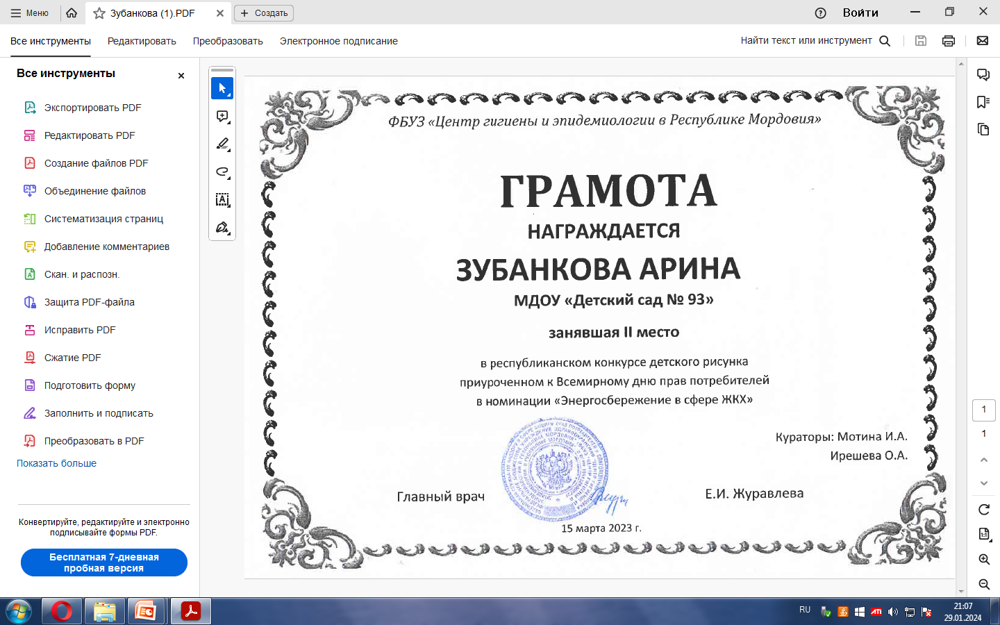 Меню
Зубанкова (1).PDF
Создать
Войти
Все инструменты
Редактировать
Преобразовать
Электронное подписание
Найти текст или инструмент
Все инструменты
Экспортировать PDF
Редактировать PDF
Создание файлов PDF
Объединение файлов
Систематизация страниц
Добавление комментариев
Скан. и распозн.
Защита PDF-файла
Исправить PDF
Сжатие PDF
Подготовить форму
Заполнить и подписать
Преобразовать в PDF
Показать больше
Конвертируйте, редактируйте и электронно
подписывайте формы PDF.
Бесплатная 7-дневная
пробная версия
ФБУЗ «Центр гигиены и эпидемиологии в Республике Мордовия»
ГРАМОТА
НАГРАЖДАЕТСЯ
ЗУБАНКОВА АРИНА
МДОУ «Детский сад № 93»
занявшая II место
в республиканском конкурсе детского рисунка
приуроченном к Всемирному дню прав потребителей
в номинации «Энергосбережение в сфере ЖКХ»
Кураторы: Мотина И.А.
Ирешева О.А.
Главный врач
Е.И. Журавлева
15 марта 2023 г.
1
1
RU
ATI
21:07
29.01.2024